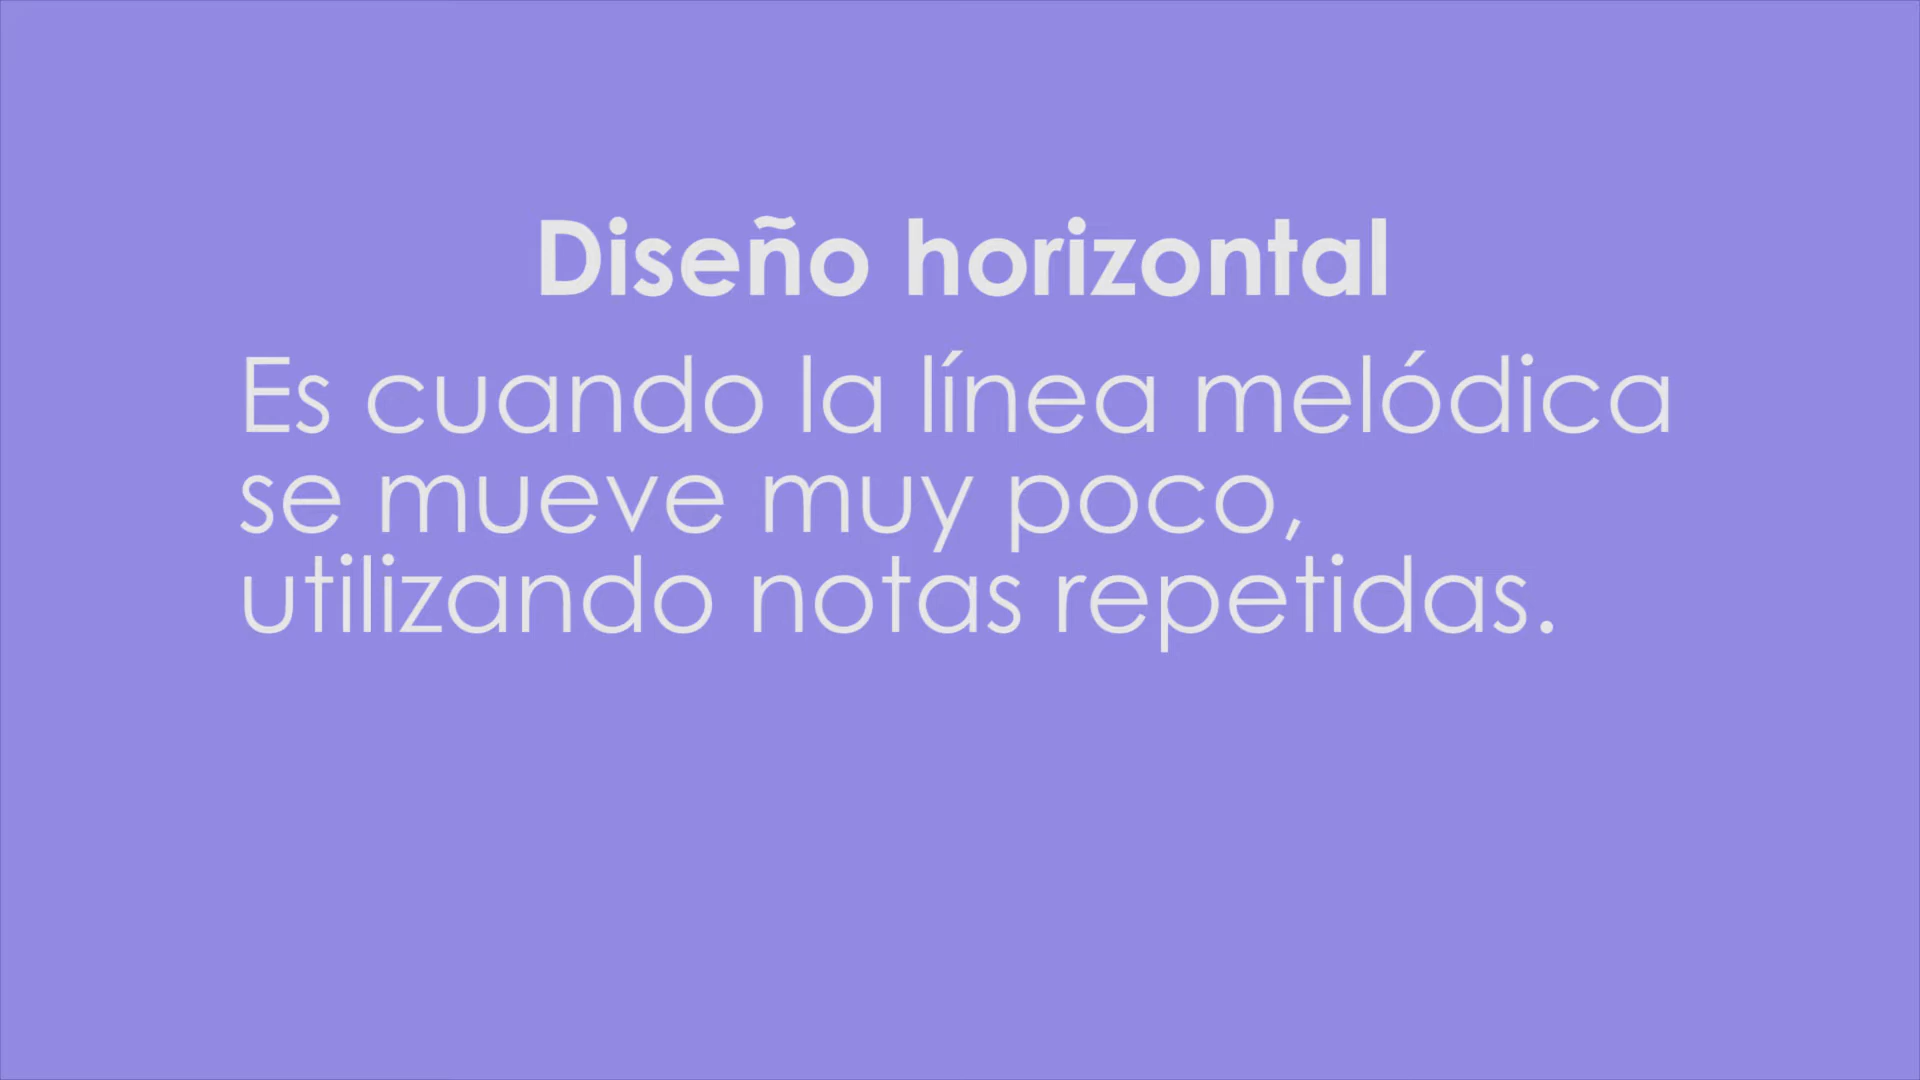 Diseño horizontal
Es cuando la línea melódica
se mueve muy poco,
utilizando notas repetidas.